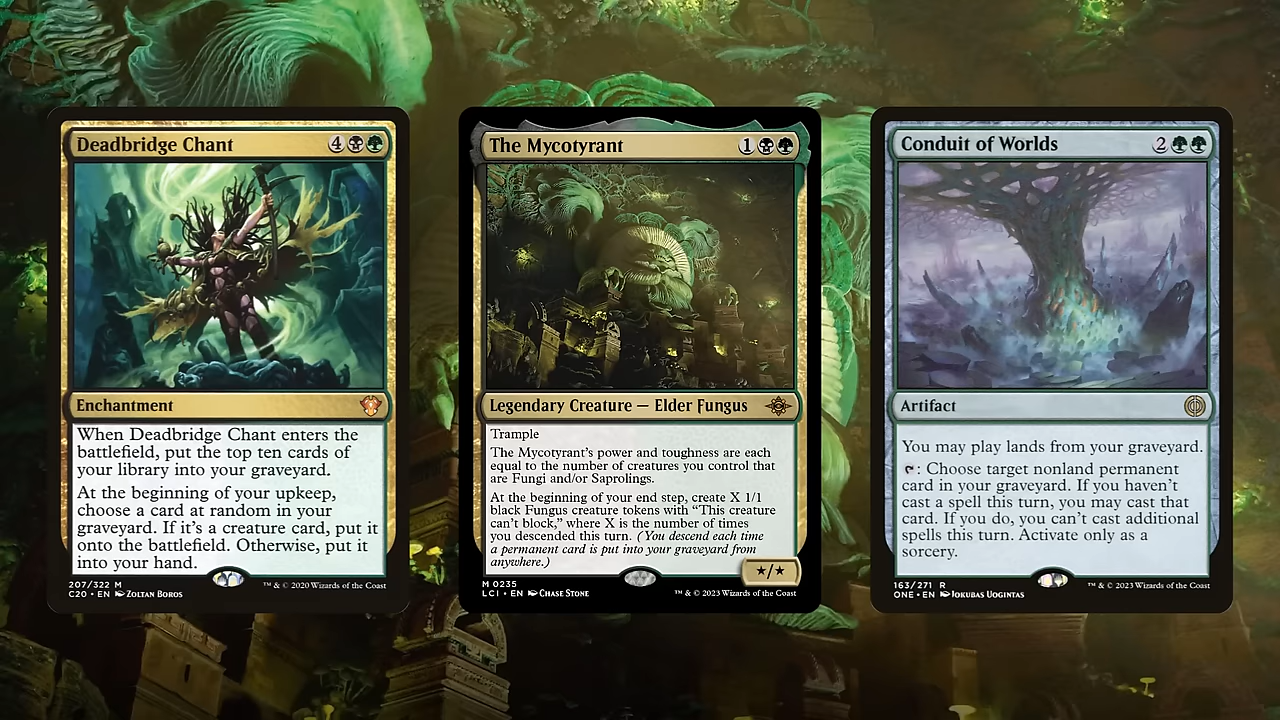 Deadbridge Chant 4
Enchantment
When Deadbridge Chant enters the
battlefield, put the top ten cards of
your library into your graveyard.
At the beginning of your upkeep,
choose a card at random in your
graveyard. If it's a creature card, put it
onto the battlefield. Otherwise, put it
into your hand.
207/322 M
C20 • EN Zoltan Boros
™ & © 2020 Wizards of the Coast
The Mycotyrant 1
Legendary Creature — Elder Fungus
Trample
The Mycotyrant's power and toughness are each
equal to the number of creatures you control that
are Fungi and/or Saprolings.
At the beginning of your end step, create X 1/1
black Fungus creature tokens with "This creature
can't block," where X is the number of times
you descended this turn. (You descend each time
a permanent card is put into your graveyard from
anywhere.)
★/★
M 0235
LCI • EN Chase Stone
™ & © 2023 Wizards of the Coast
Conduit of Worlds 2
Artifact
You may play lands from your graveyard.
: Choose target nonland permanent
card in your graveyard. If you haven't
cast a spell this turn, you may cast that
card. If you do, you can't cast additional
spells this turn. Activate only as a
sorcery.
163/271 R
ONE • EN Jokubas Uogintas
™ & © 2023 Wizards of the Coast